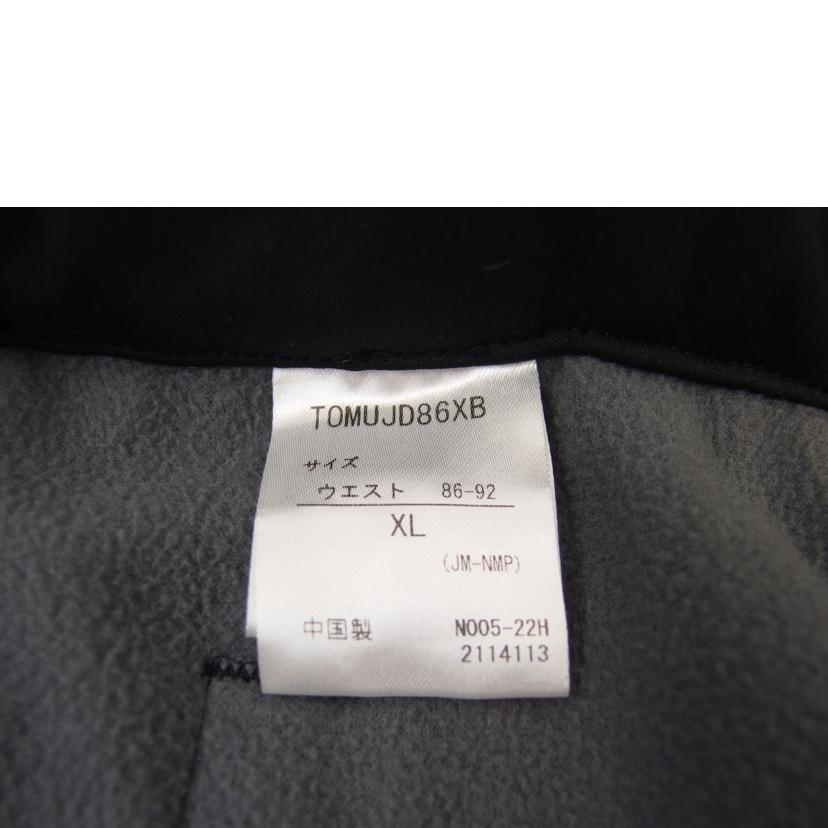 TOMUJD86XB
サイズ
ウエスト 86-92
XL
(JM-NMP)
中国製 N005-22H
2114113